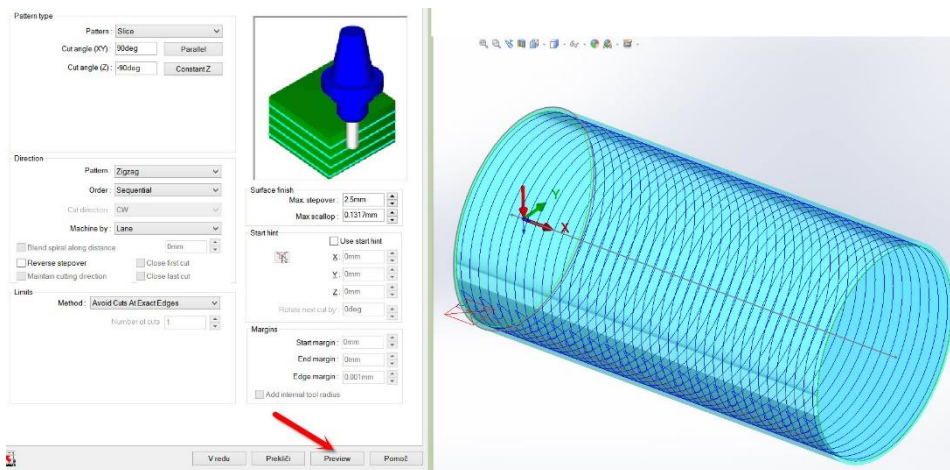 Pattern type
Pattern : Slice
Cut angle (XY) : 90deg Parallel
Cut angle (Z) : -90deg Constant Z
Direction
Pattern : Zigzag
Order : Sequential
Cut direction : CW
Machine by : Lane
Blend spiral along distance 0mm
Reverse stepover Close first cut
Maintain cutting direction Close last cut
Limits
Method : Avoid Cuts At Exact Edges
Number of cuts 1
Surface finish
Max. stepover : 2.5mm
Max scallop : 0.1317mm
Start hint
Use start hint
X : 0mm
Y : 0mm
Z : 0mm
Rotate next cut by : 0deg
Margins
Start margin : 0mm
End margin : 0mm
Edge margin : 0.001mm
Add internal tool radius
V redu Prekliči Preview Pomoč
Y
X